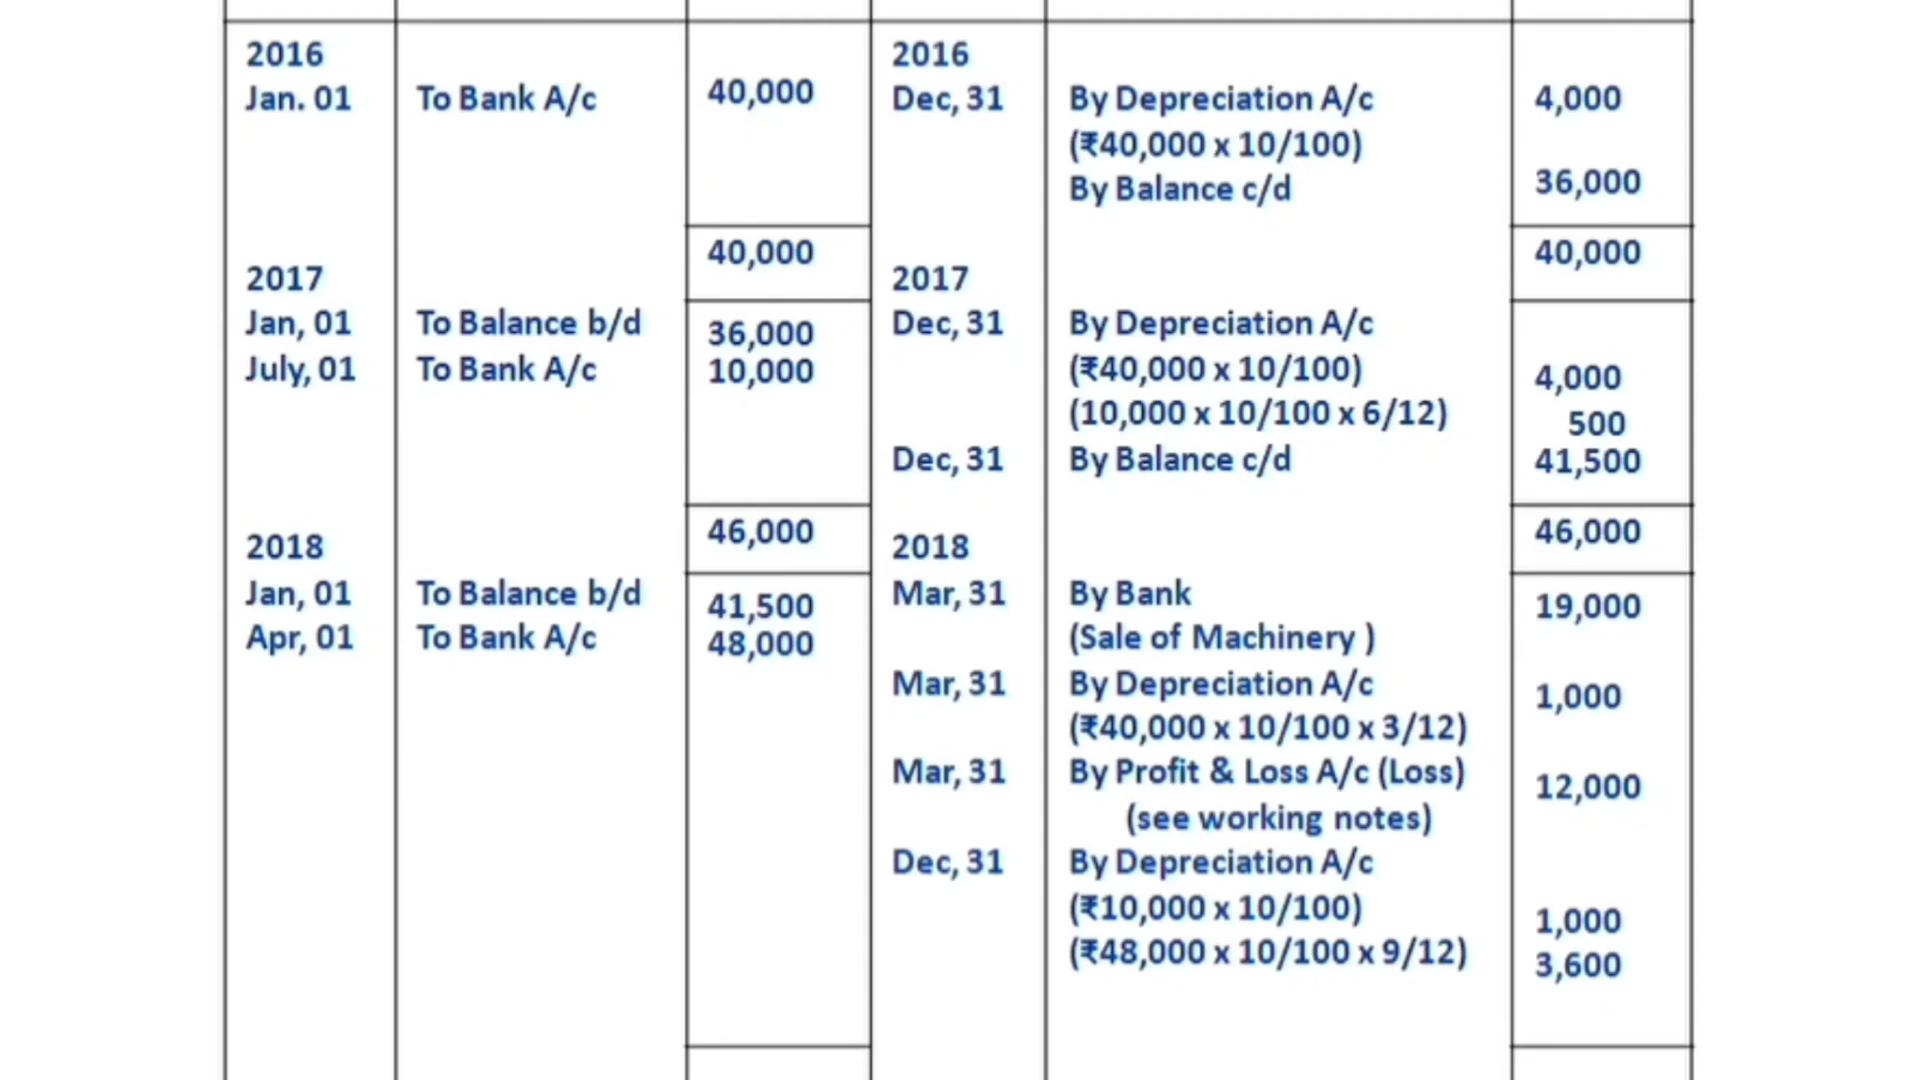 2016 2016
Jan. 01 To Bank A/c 40,000 Dec, 31 By Depreciation A/c 4,000
(₹40,000 x 10/100)
By Balance c/d 36,000
40,000 40,000
2017 2017
Jan, 01 To Balance b/d 36,000 Dec, 31 By Depreciation A/c
July, 01 To Bank A/c 10,000 (₹40,000 x 10/100) 4,000
(10,000 x 10/100 x 6/12) 500
Dec, 31 By Balance c/d 41,500
46,000 46,000
2018 2018
Jan, 01 To Balance b/d 41,500 Mar, 31 By Bank 19,000
Apr, 01 To Bank A/c 48,000 (Sale of Machinery )
Mar, 31 By Depreciation A/c 1,000
(₹40,000 x 10/100 x 3/12)
Mar, 31 By Profit & Loss A/c (Loss) 12,000
(see working notes)
Dec, 31 By Depreciation A/c
(₹10,000 x 10/100) 1,000
(₹48,000 x 10/100 x 9/12) 3,600